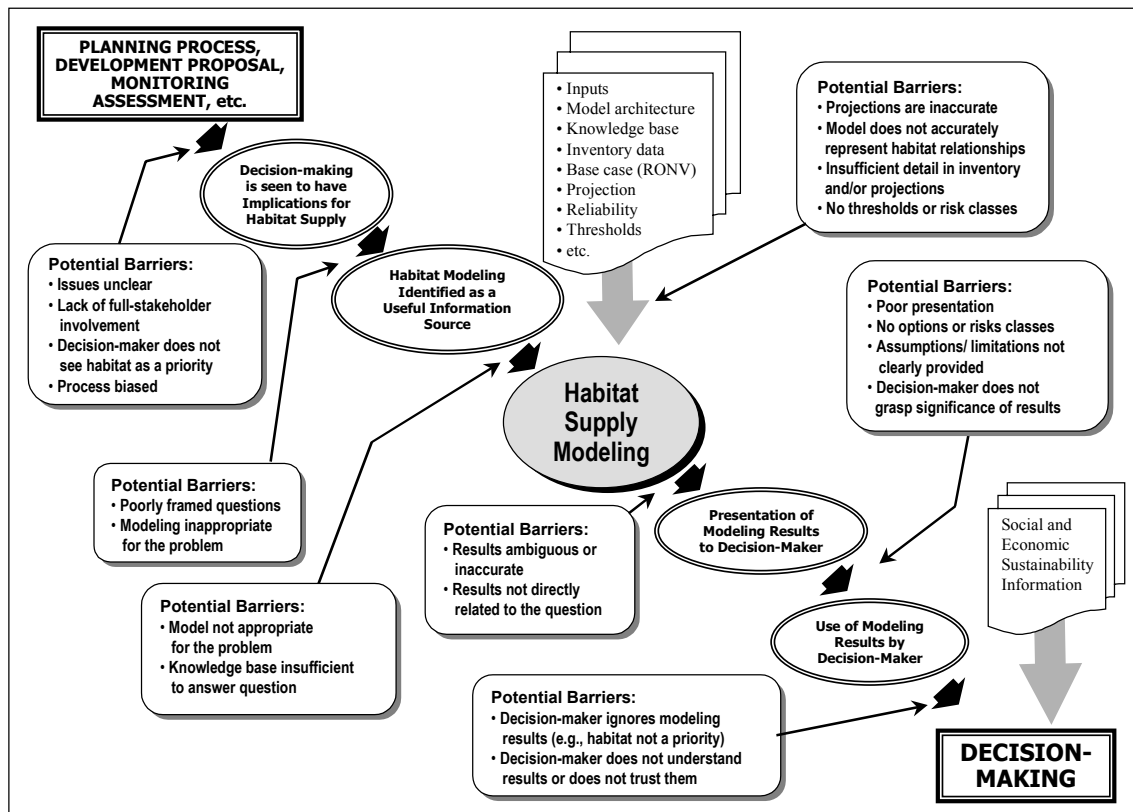 PLANNING PROCESS,
DEVELOPMENT PROPOSAL,
MONITORING
ASSESSMENT, etc.
Decision-making
is seen to have
Implications for
Habitat Supply
Potential Barriers:
• Issues unclear
• Lack of full-stakeholder
involvement
• Decision-maker does not
see habitat as a priority
• Process biased
Habitat Modeling
Identified as a
Useful Information
Source
Potential Barriers:
• Poorly framed questions
• Modeling inappropriate
for the problem
Potential Barriers:
• Model not appropriate
for the problem
• Knowledge base insufficient
to answer question
• Inputs
• Model architecture
• Knowledge base
• Inventory data
• Base case (RONV)
• Projection
• Reliability
• Thresholds
• etc.
Potential Barriers:
• Projections are inaccurate
• Model does not accurately
represent habitat relationships
• Insufficient detail in inventory
and/or projections
• No thresholds or risk classes
Habitat
Supply
Modeling
Potential Barriers:
• Results ambiguous or
inaccurate
• Results not directly
related to the question
Presentation of
Modeling Results
to Decision-Maker
Potential Barriers:
• Poor presentation
• No options or risks classes
• Assumptions/ limitations not
clearly provided
• Decision-maker does not
grasp significance of results
Use of Modeling
Results by
Decision-Maker
Potential Barriers:
• Decision-maker ignores modeling
results (e.g., habitat not a priority)
• Decision-maker does not understand
results or does not trust them
Social and
Economic
Sustainability
Information
DECISION-
MAKING